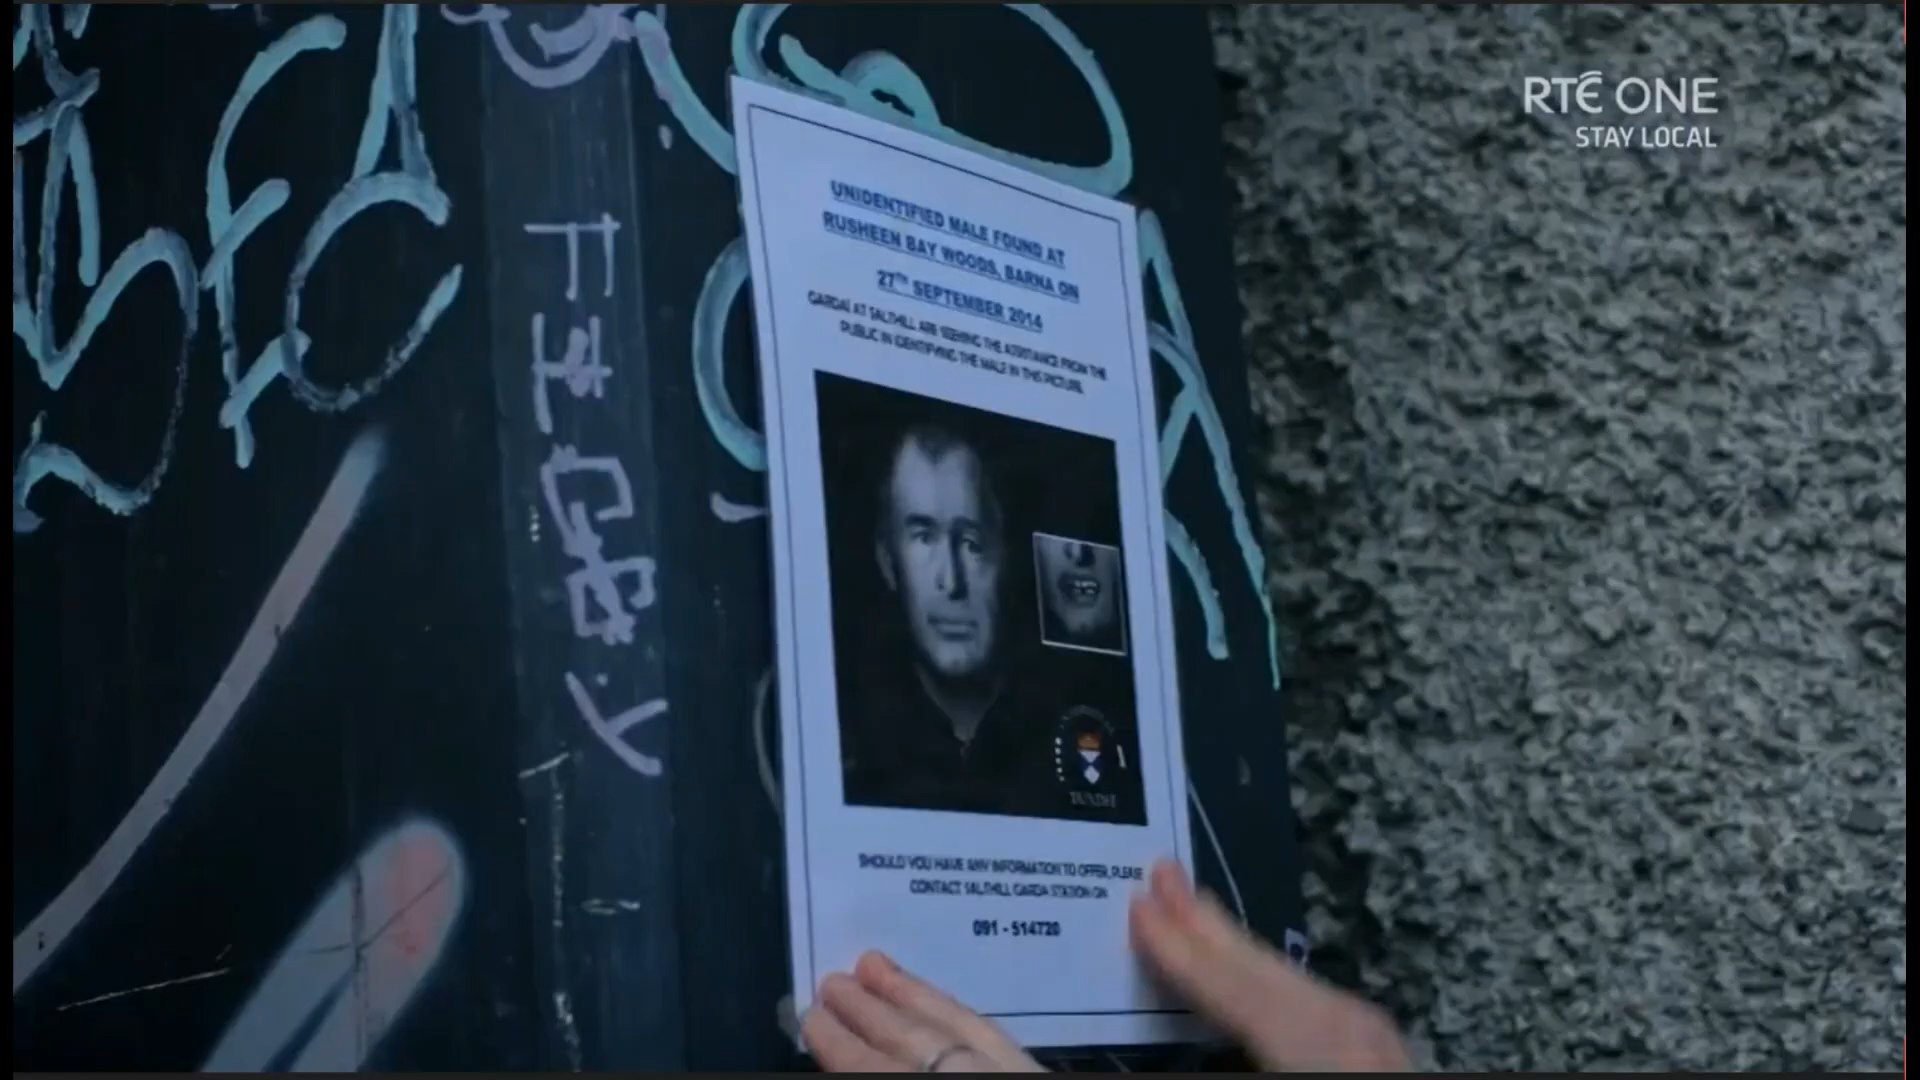 RTÉ ONE
STAY LOCAL
UNIDENTIFIED MALE FOUND AT
RUSHEEN BAY WOODS, BARNA ON
27TH SEPTEMBER 2014
GARDAÍ AT SALTHILL ARE SEEKING THE ASSISTANCE FROM THE
PUBLIC IN IDENTIFYING THE MALE IN THIS PICTURE.
SHOULD YOU HAVE ANY INFORMATION TO OFFER, PLEASE
CONTACT SALTHILL GARDA STATION ON
091 - 514720